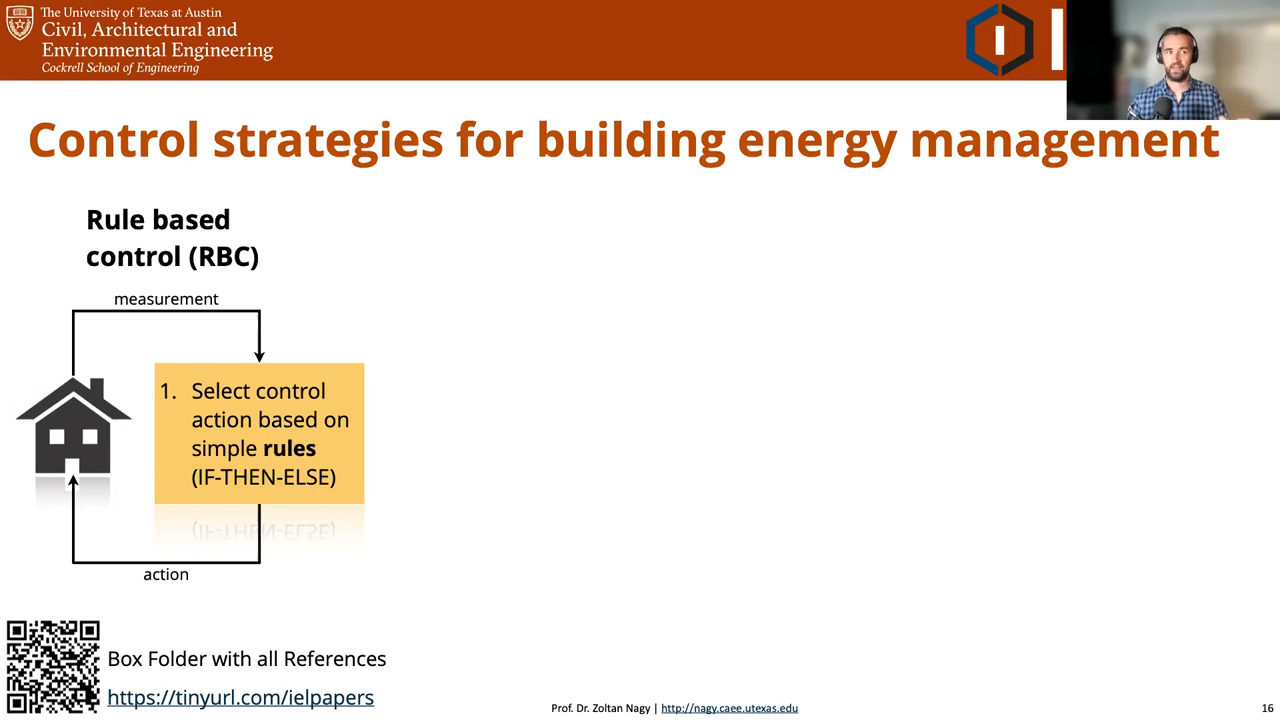 The University of Texas at Austin
Civil, Architectural and
Environmental Engineering
Cockrell School of Engineering
Control strategies for building energy management
Rule based
control (RBC)
measurement
1. Select control
action based on
simple rules
(IF-THEN-ELSE)
action
Box Folder with all References
https://tinyurl.com/ielpapers
Prof. Dr. Zoltan Nagy | http://nagy.caee.utexas.edu
16